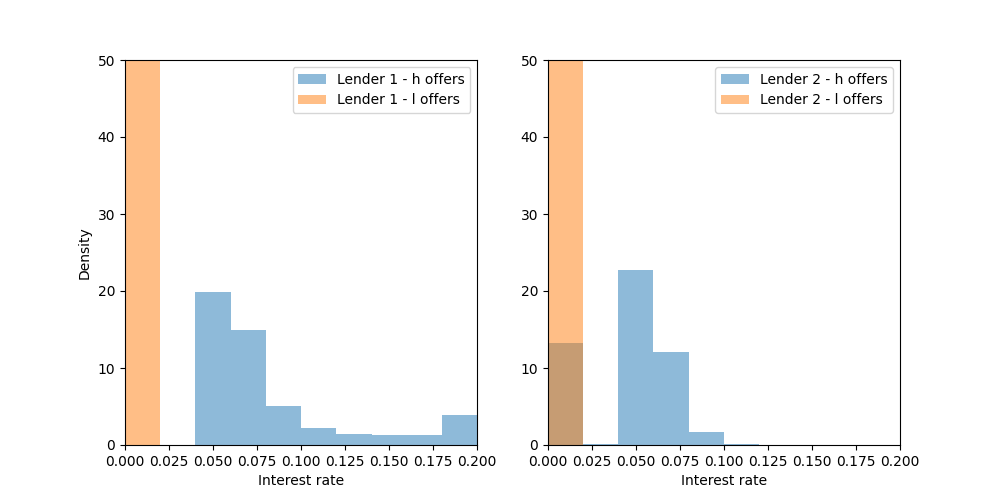 50
40
30
20
10
0
Density
0.000 0.025 0.050 0.075 0.100 0.125 0.150 0.175 0.200
Interest rate
Lender 1 - h offers
Lender 1 - l offers
50
40
30
20
10
0
0.000 0.025 0.050 0.075 0.100 0.125 0.150 0.175 0.200
Interest rate
Lender 2 - h offers
Lender 2 - l offers